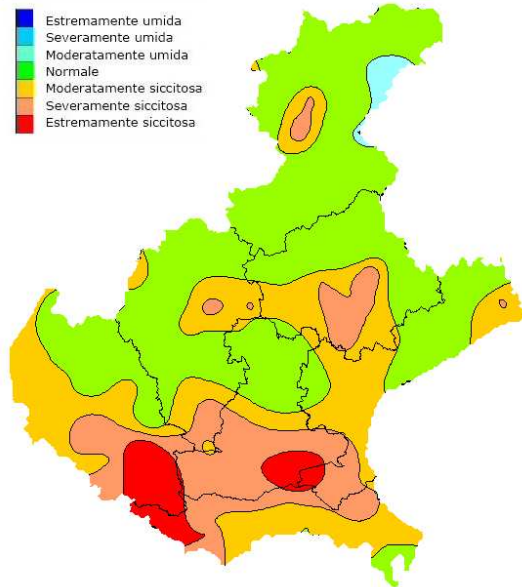 Estremamente umida
Severamente umida
Moderatamente umida
Normale
Moderatamente siccitosa
Severamente siccitosa
Estremamente siccitosa